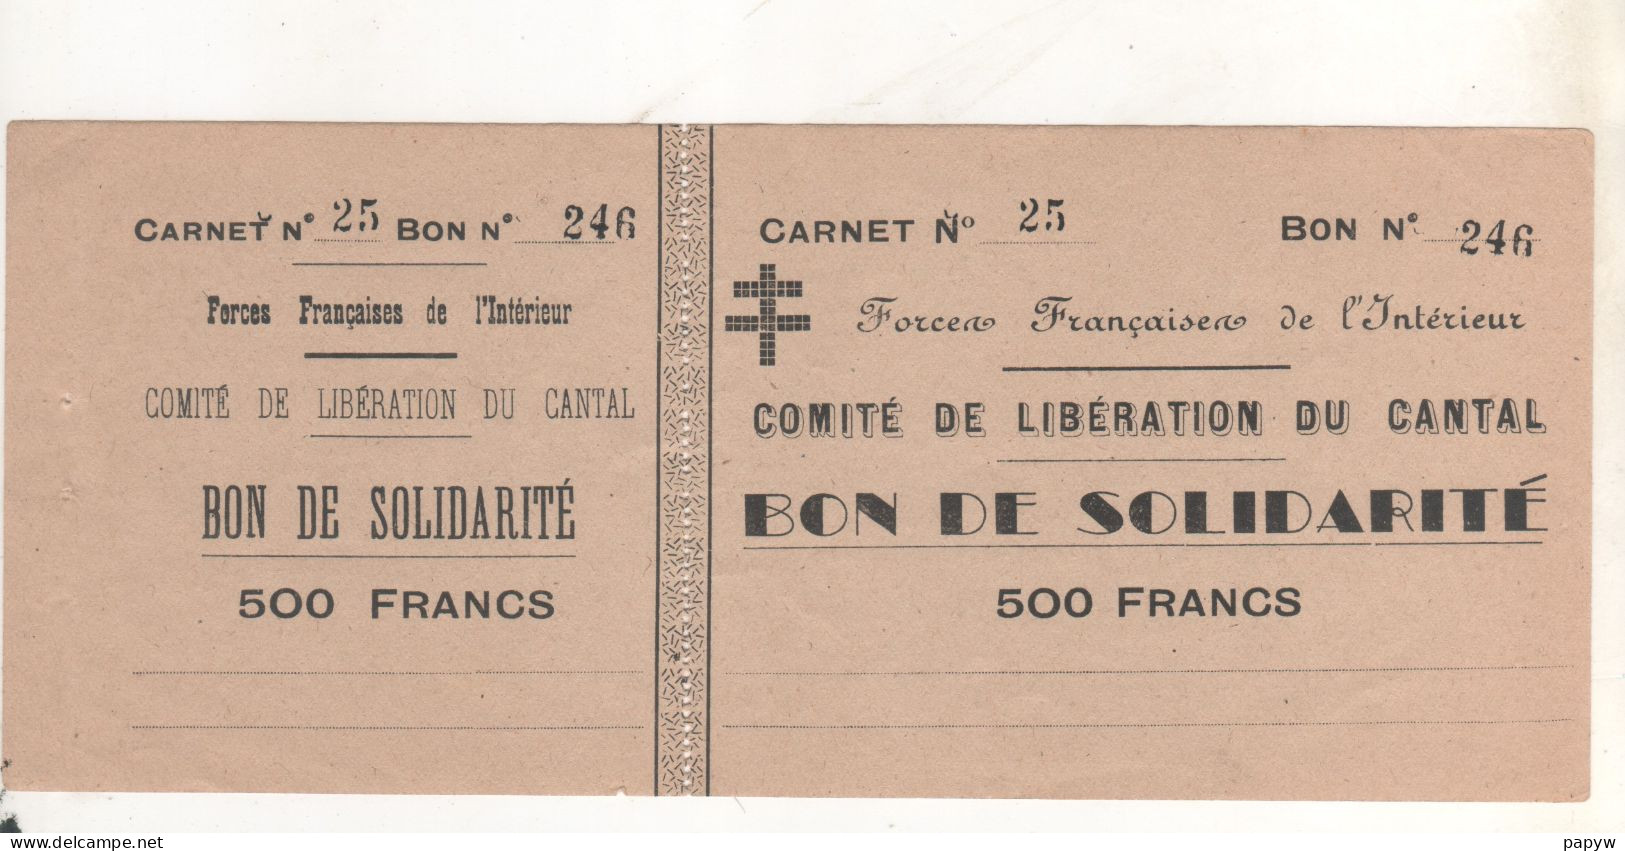 CARNET N° 25 BON N° 246
Forces Françaises de l'Intérieur
COMITÉ DE LIBÉRATION DU CANTAL
BON DE SOLIDARITÉ
500 FRANCS
CARNET N° 25 BON N° 246
Forces Françaises de l'Intérieur
COMITÉ DE LIBÉRATION DU CANTAL
BON DE SOLIDARITÉ
500 FRANCS
papyw